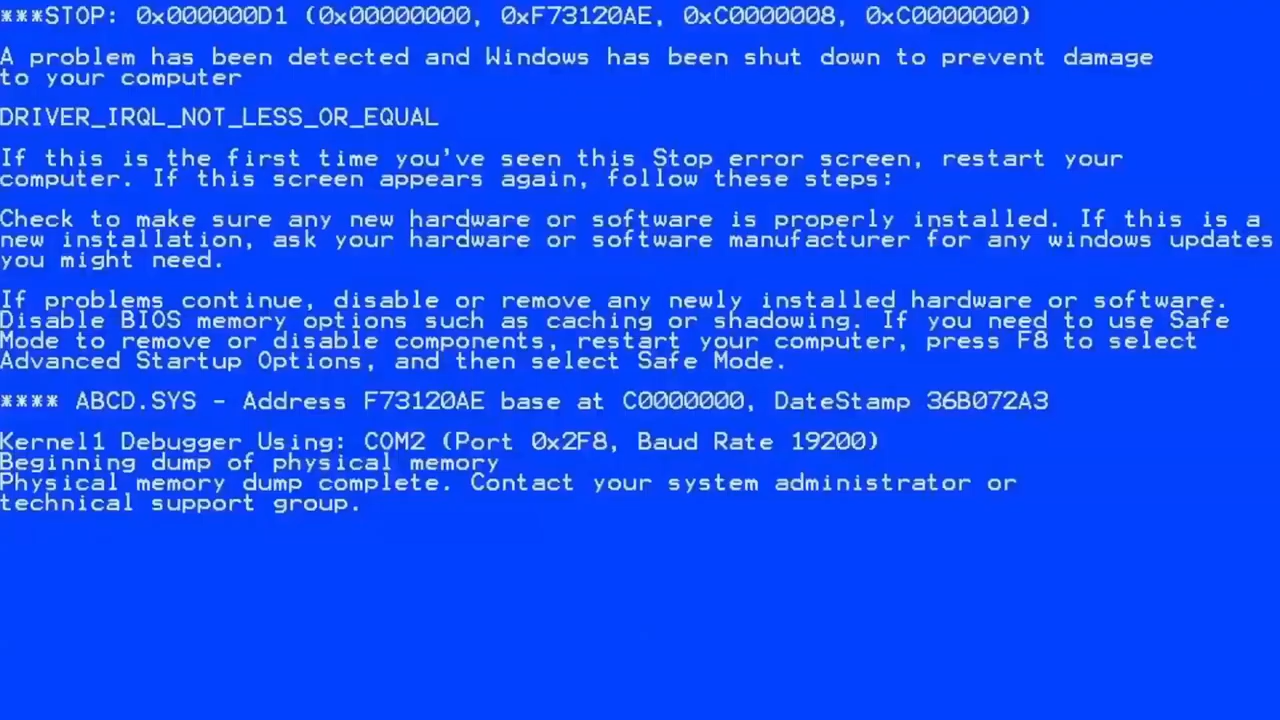 ***STOP: 0x000000D1 (0x00000000, 0xF73120AE, 0xC0000008, 0xC0000000)
A problem has been detected and Windows has been shut down to prevent damage
to your computer
DRIVER_IRQL_NOT_LESS_OR_EQUAL
If this is the first time you've seen this Stop error screen, restart your
computer. If this screen appears again, follow these steps:
Check to make sure any new hardware or software is properly installed. If this is a
new installation, ask your hardware or software manufacturer for any windows updates
you might need.
If problems continue, disable or remove any newly installed hardware or software.
Disable BIOS memory options such as caching or shadowing. If you need to use Safe
Mode to remove or disable components, restart your computer, press F8 to select
Advanced Startup Options, and then select Safe Mode.
**** ABCD.SYS - Address F73120AE base at C0000000, DateStamp 36B072A3
Kernel1 Debugger Using: COM2 (Port 0x2F8, Baud Rate 19200)
Beginning dump of physical memory
Physical memory dump complete. Contact your system administrator or
technical support group.